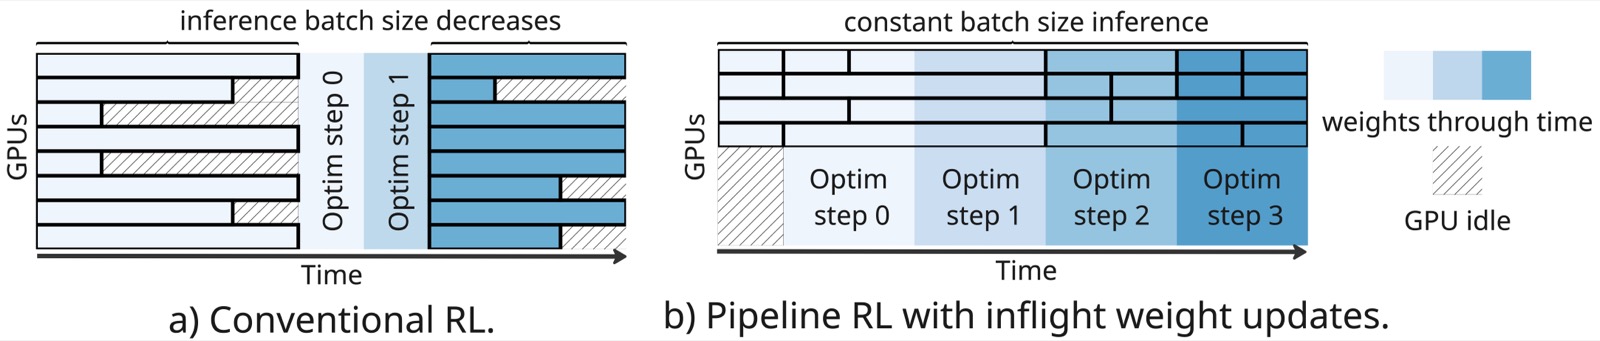 inference batch size decreases
GPUs
Optim step 0
Optim step 1
Time
a) Conventional RL.
constant batch size inference
GPUs
Optim
step 0
Optim
step 1
Optim
step 2
Optim
step 3
Time
b) Pipeline RL with inflight weight updates.
weights through time
GPU idle